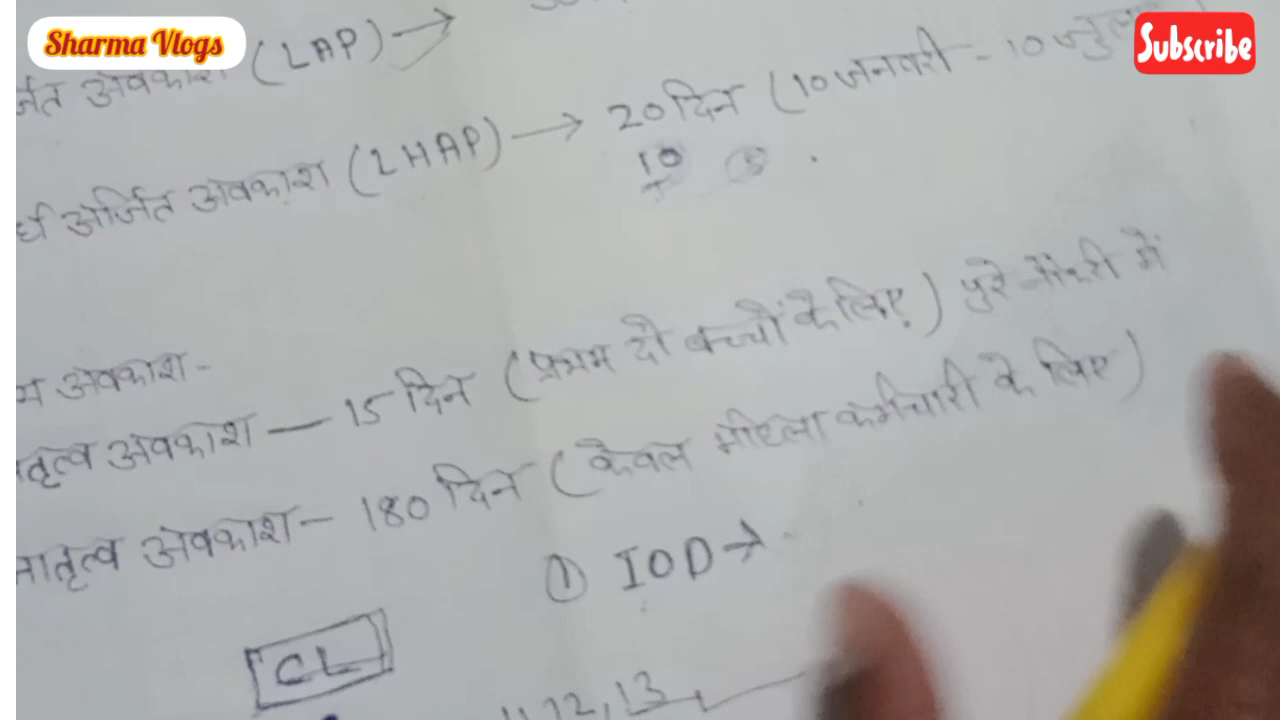 Sharma Vlogs
Subscribe
र्जित अवकाश (LAP) →
र्ध अर्जित अवकाश (LHAP) → 20 दिन (10 जनवरी - 10
10
अवकाश -
तृत्व अवकाश — 15 दिन (प्रथम दो बच्चों के लिए) पुरे नौकरी में
मातृत्व अवकाश - 180 दिन (केवल महिला कर्मचारी के लिए)
① IOD →
CL
12, 13,